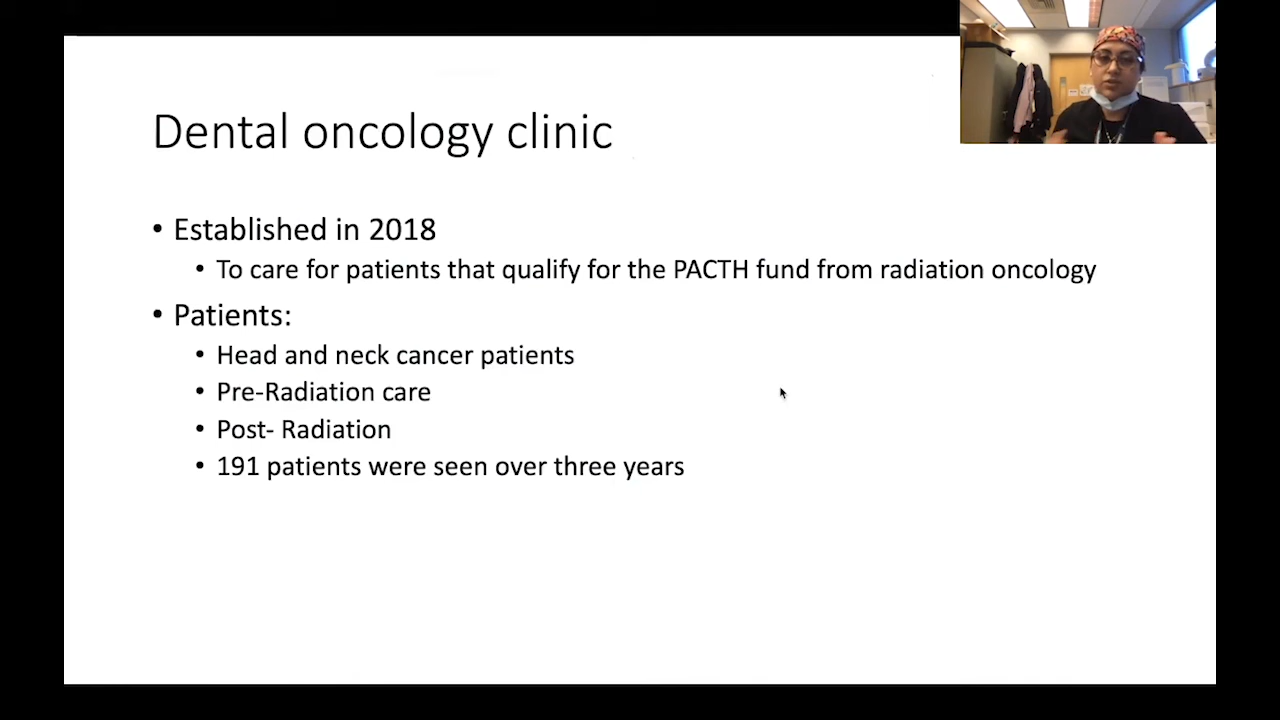 Dental oncology clinic
• Established in 2018
• To care for patients that qualify for the PACTH fund from radiation oncology
• Patients:
• Head and neck cancer patients
• Pre-Radiation care
• Post- Radiation
• 191 patients were seen over three years